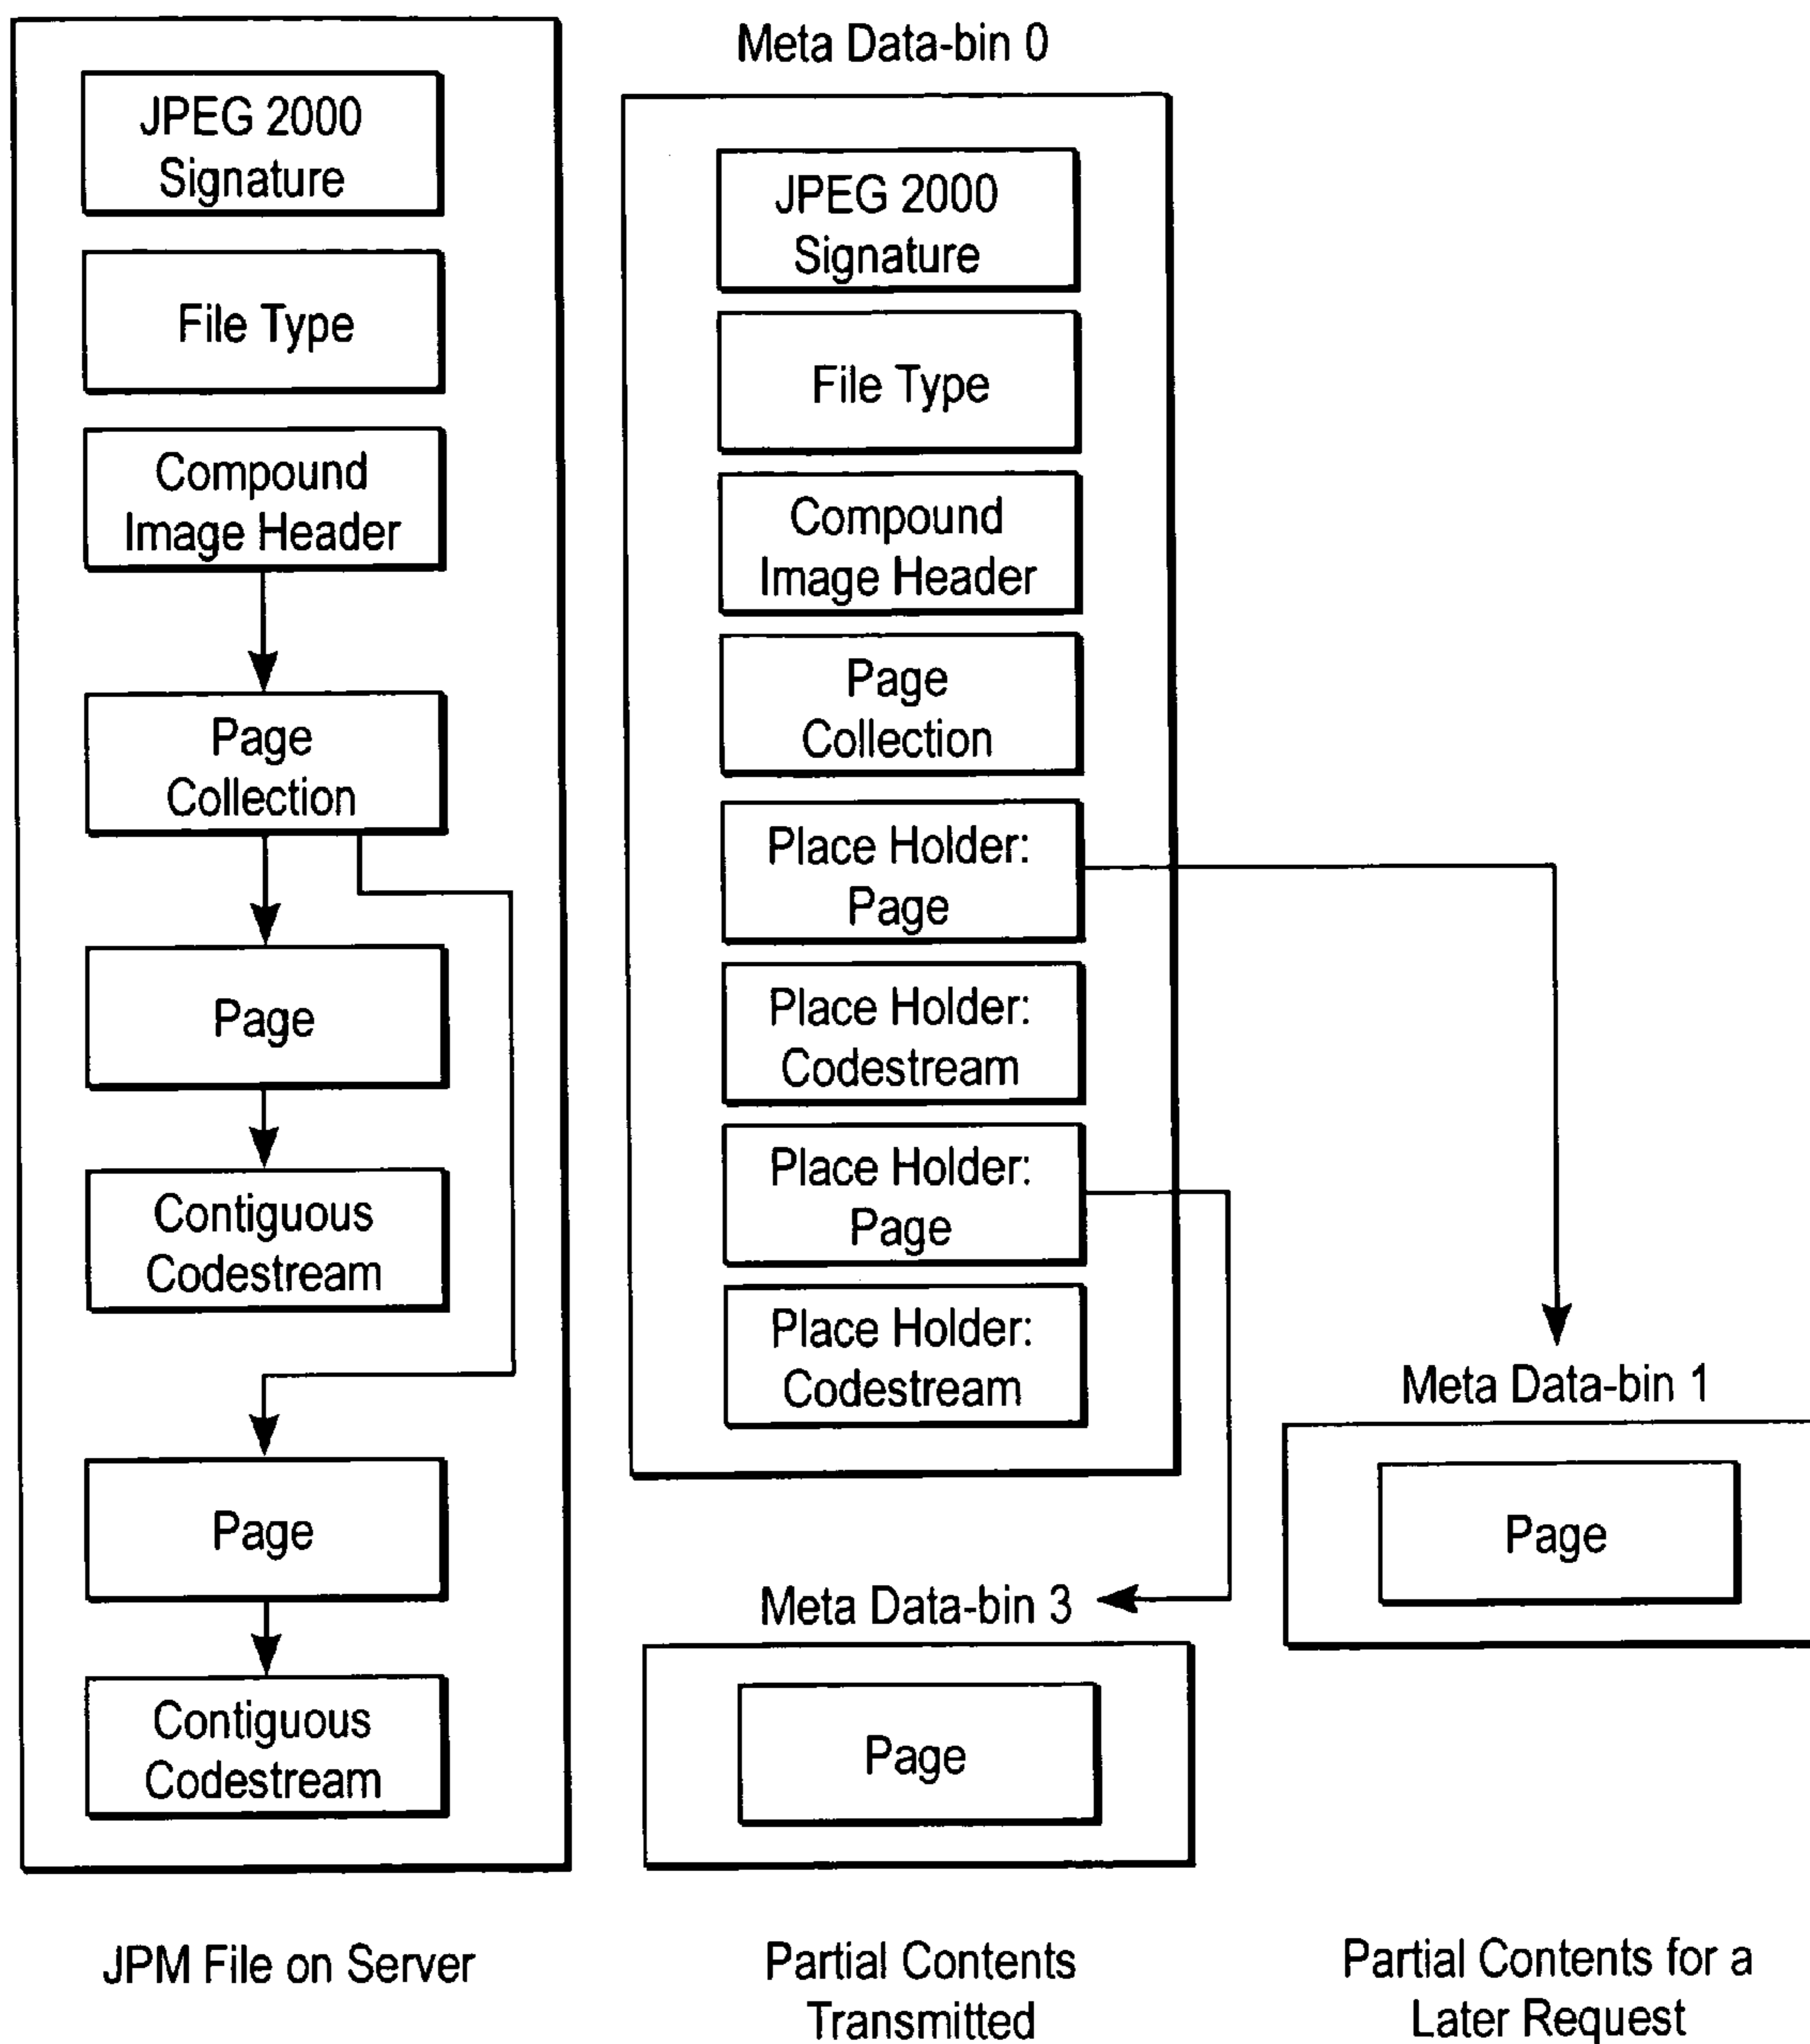 JPEG 2000
Signature
File Type
Compound
Image Header
Page
Collection
Page
Contiguous
Codestream
Page
Contiguous
Codestream
JPM File on Server
Meta Data-bin 0
JPEG 2000
Signature
File Type
Compound
Image Header
Page
Collection
Place Holder:
Page
Place Holder:
Codestream
Place Holder:
Page
Place Holder:
Codestream
Meta Data-bin 3
Page
Partial Contents
Transmitted
Meta Data-bin 1
Page
Partial Contents for a
Later Request